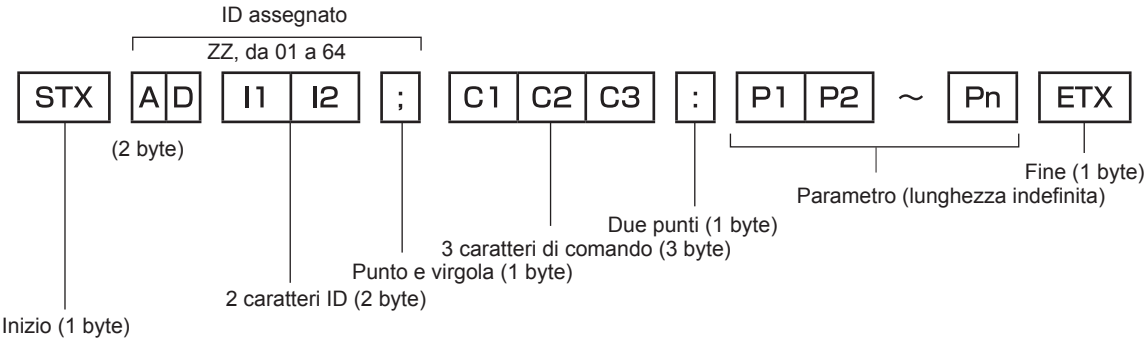 ID assegnato
ZZ, da 01 a 64
STX A D I1 I2 ; C1 C2 C3 : P1 P2 ～ Pn ETX
(2 byte)
Fine (1 byte)
Parametro (lunghezza indefinita)
Due punti (1 byte)
3 caratteri di comando (3 byte)
Punto e virgola (1 byte)
2 caratteri ID (2 byte)
Inizio (1 byte)